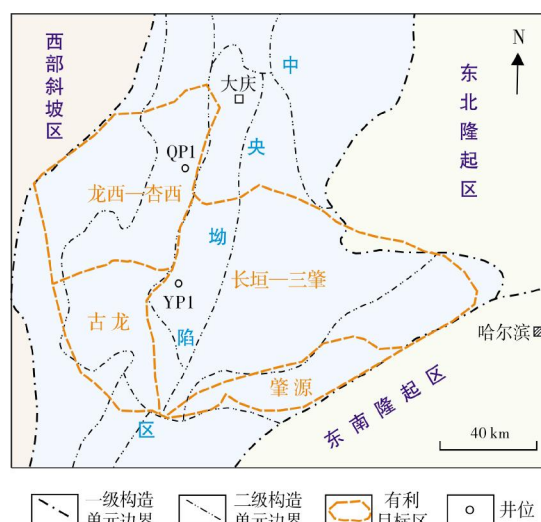 西部斜坡区
中央坳陷区
N
大庆
东北隆起区
QP1
龙西—杏西
长垣—三肇
YP1
古龙
哈尔滨
肇源
东南隆起区
40 km
一级构造
单元边界
二级构造
单元边界
有利
目标区
井位